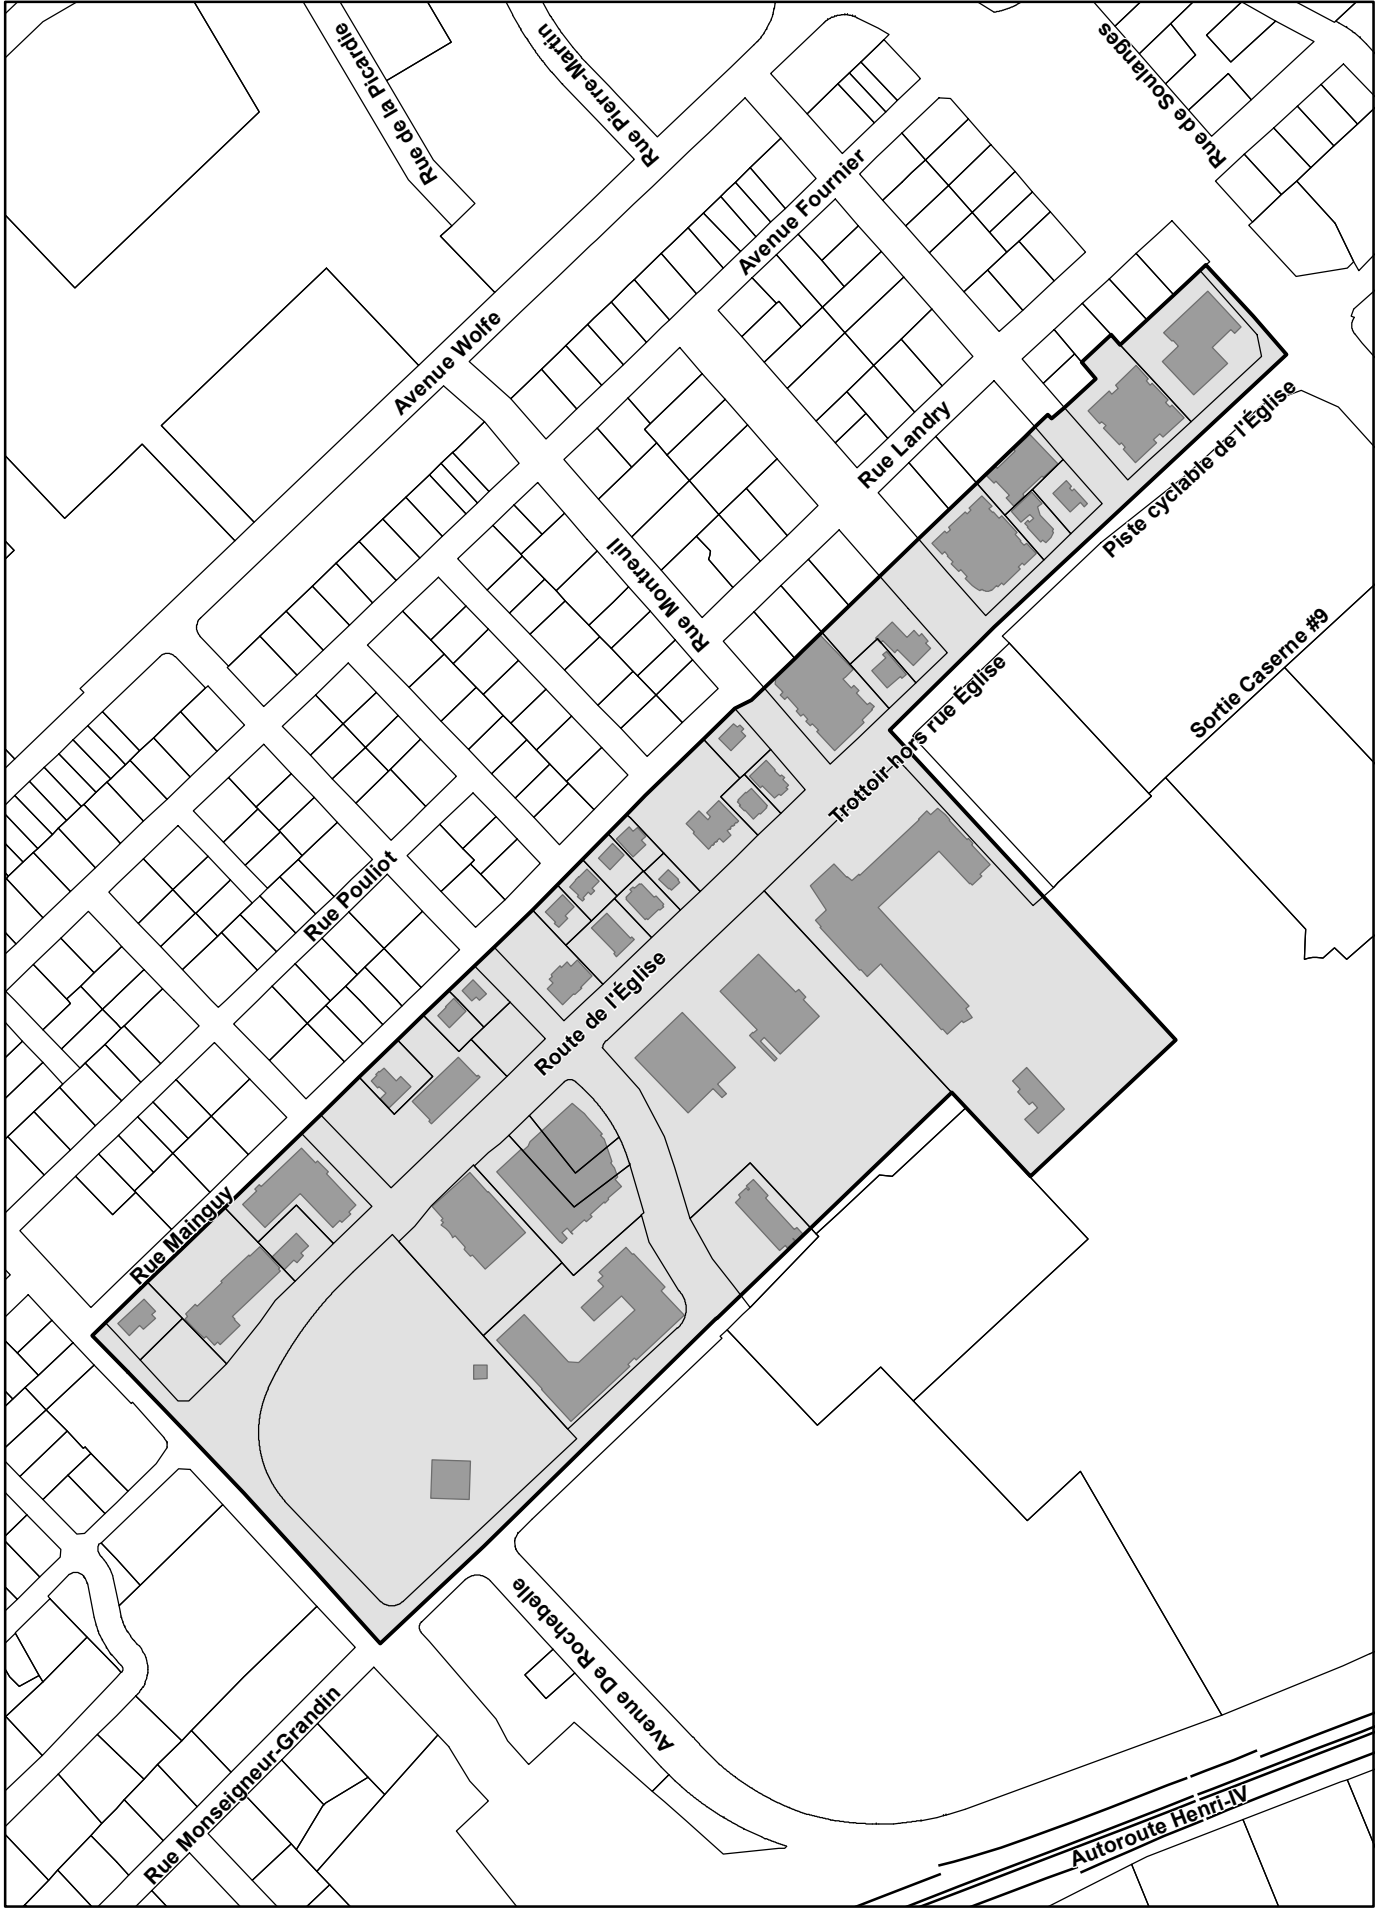 Rue de la Picardie
Rue Pierre-Martin
Rue de Soulanges
Avenue Fournier
Avenue Wolfe
Rue Landry
Piste cyclable de l'Église
Rue Montreuil
Trottoir hors rue Église
Sortie Caserne #9
Rue Pouliot
Route de l'Église
Rue Mainguy
Avenue De Rochebelle
Rue Monseigneur-Grandin
Autoroute Henri-IV